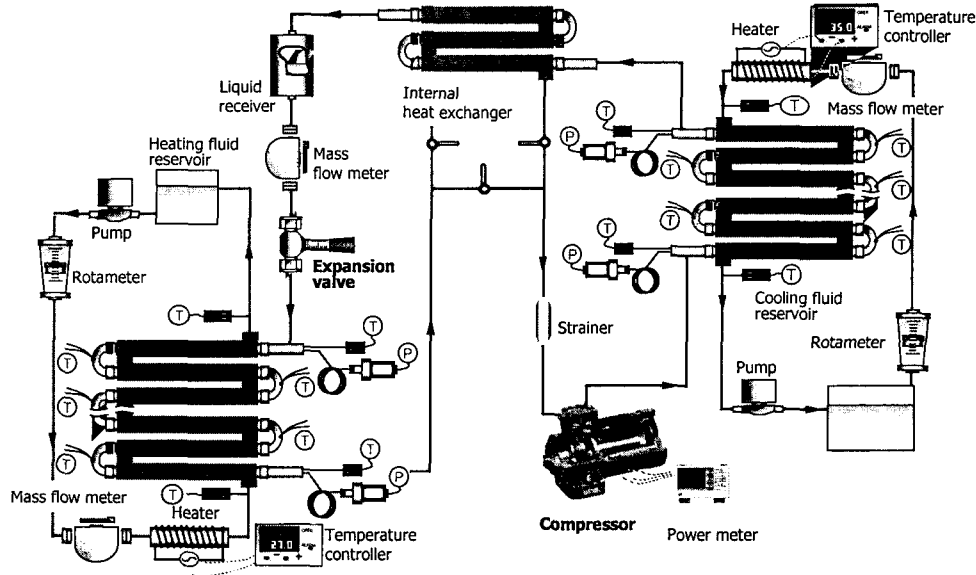 OPER
35.0
ALARM
Temperature
controller
Heater
Liquid
receiver
Internal
heat exchanger
Mass flow meter
T
T
P
T
T
T
T
T
T
P
T
T
Heating fluid
reservoir
Mass
flow meter
Pump
Rotameter
Expansion
valve
Cooling fluid
reservoir
Strainer
Rotameter
Pump
T
T
T
P
T
T
T
T
T
T
P
T
Mass flow meter
Heater
27.0
Temperature
controller
Compressor
Power meter